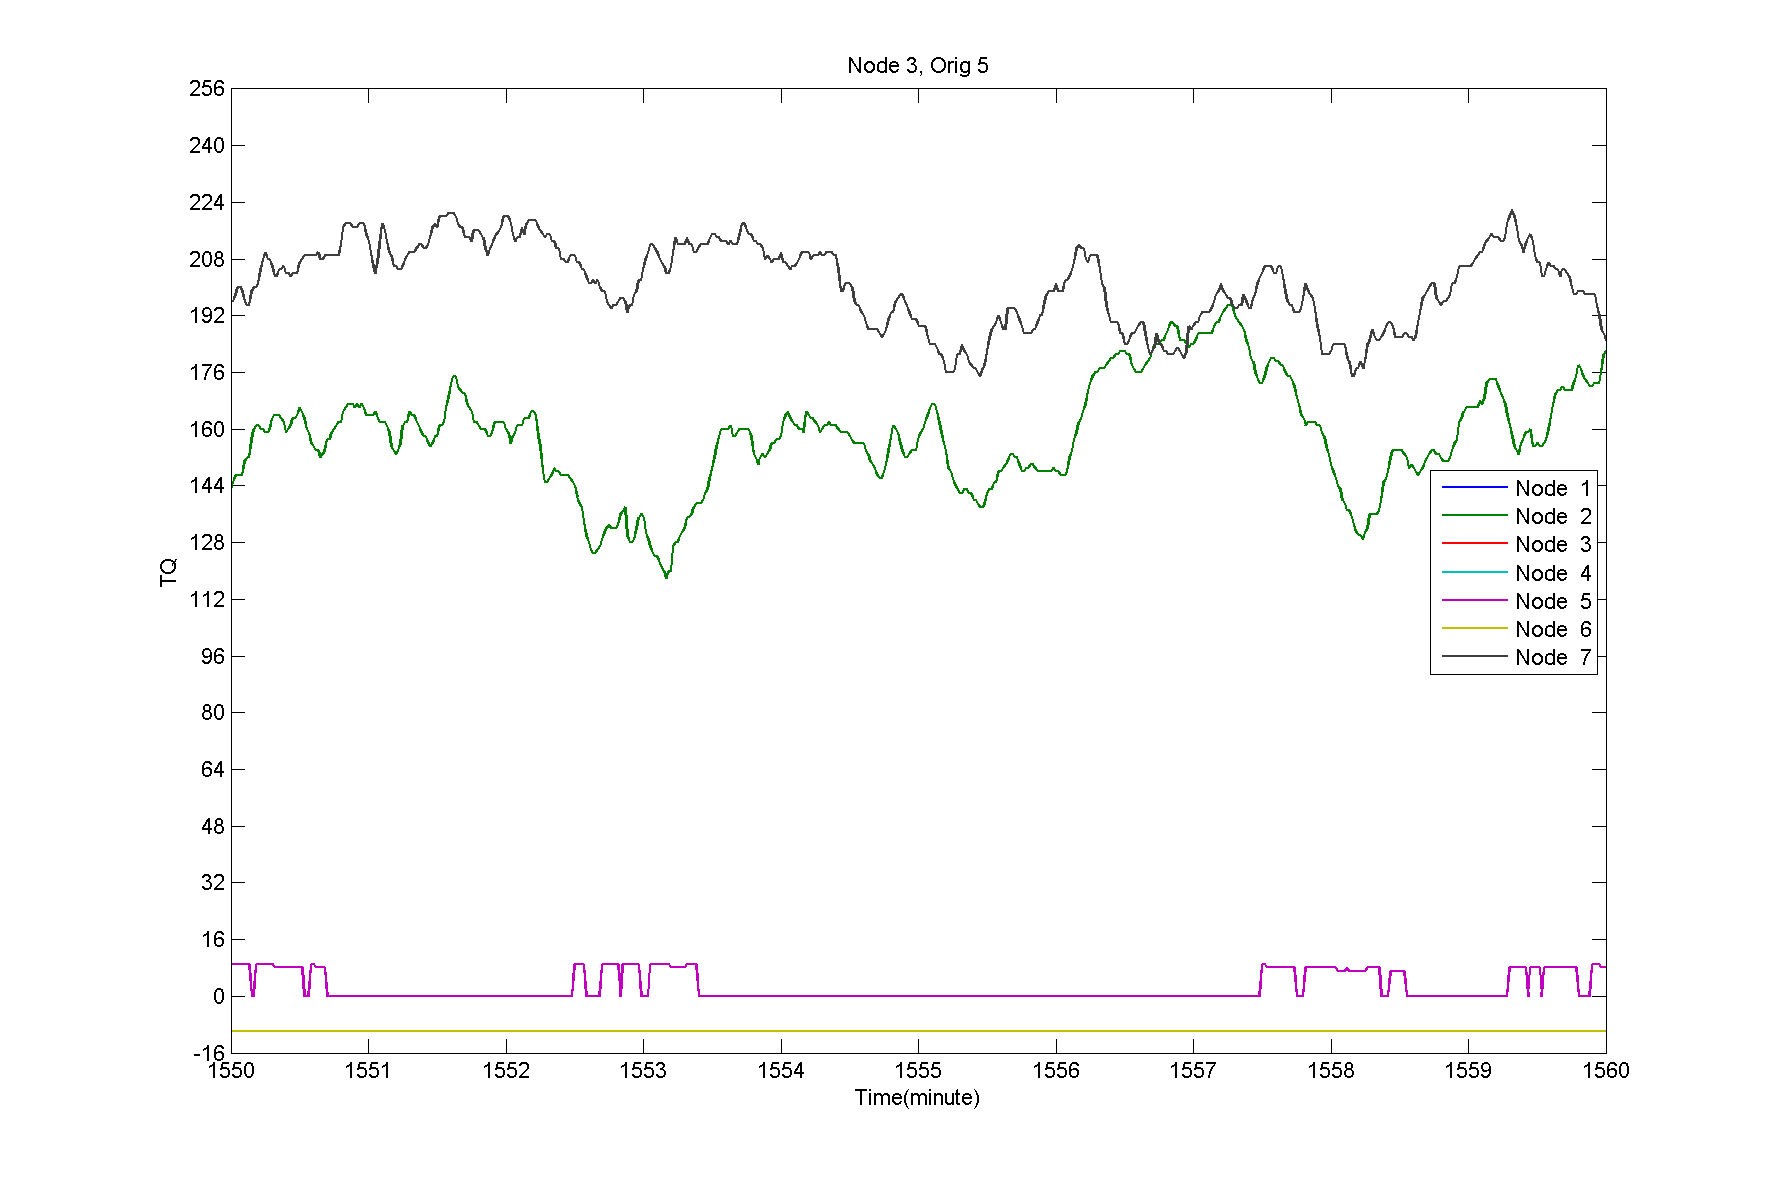 Node 3, Orig 5
256
240
224
208
192
176
160
144
128
112
96
80
64
48
32
16
0
-16
TQ
Node 1
Node 2
Node 3
Node 4
Node 5
Node 6
Node 7
1550 1551 1552 1553 1554 1555 1556 1557 1558 1559 1560
Time(minute)